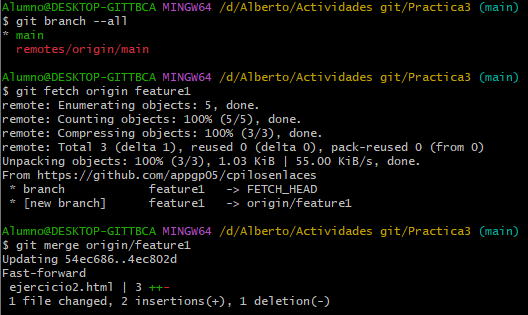 Alumno@DESKTOP-GITTBCA MINGW64 /d/Alberto/Actividades git/Practica3 (main)
$ git branch --all
* main
  remotes/origin/main

Alumno@DESKTOP-GITTBCA MINGW64 /d/Alberto/Actividades git/Practica3 (main)
$ git fetch origin feature1
remote: Enumerating objects: 5, done.
remote: Counting objects: 100% (5/5), done.
remote: Compressing objects: 100% (3/3), done.
remote: Total 3 (delta 1), reused 0 (delta 0), pack-reused 0 (from 0)
Unpacking objects: 100% (3/3), 1.03 KiB | 55.00 KiB/s, done.
From https://github.com/appgp05/cpilosenlaces
 * branch            feature1   -> FETCH_HEAD
 * [new branch]      feature1   -> origin/feature1

Alumno@DESKTOP-GITTBCA MINGW64 /d/Alberto/Actividades git/Practica3 (main)
$ git merge origin/feature1
Updating 54ec686..4ec802d
Fast-forward
 ejercicio2.html | 3 ++-
 1 file changed, 2 insertions(+), 1 deletion(-)